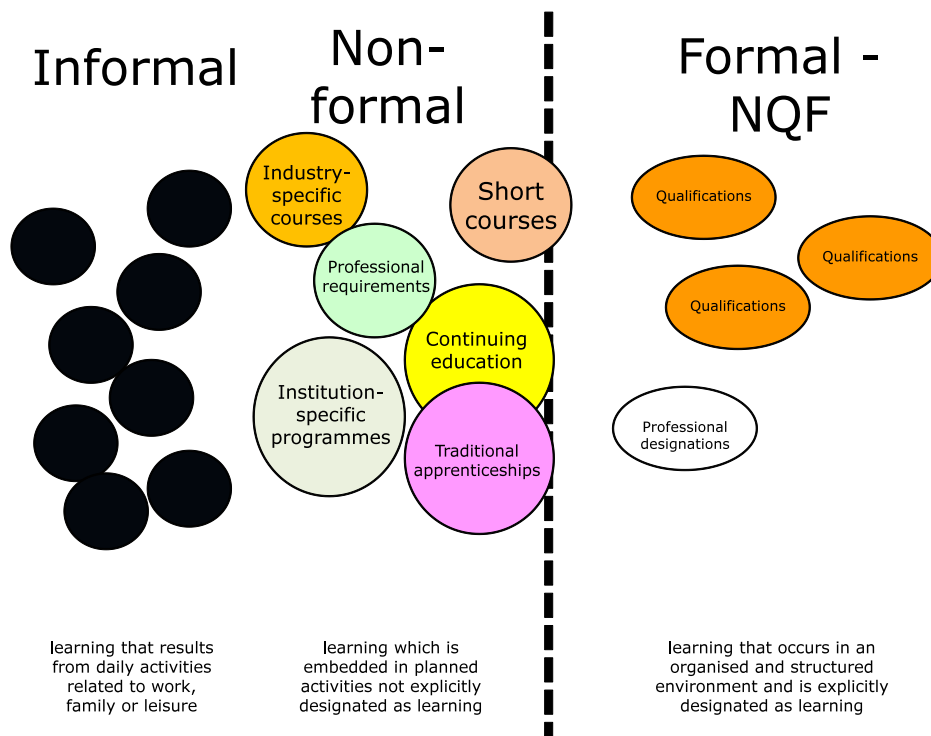 Informal
Non-
formal
Formal -
NQF
Industry-
specific
courses
Short
courses
Professional
requirements
Continuing
education
Institution-
specific
programmes
Traditional
apprenticeships
Qualifications
Qualifications
Qualifications
Professional
designations
learning that results
from daily activities
related to work,
family or leisure
learning which is
embedded in planned
activities not explicitly
designated as learning
learning that occurs in an
organised and structured
environment and is explicitly
designated as learning